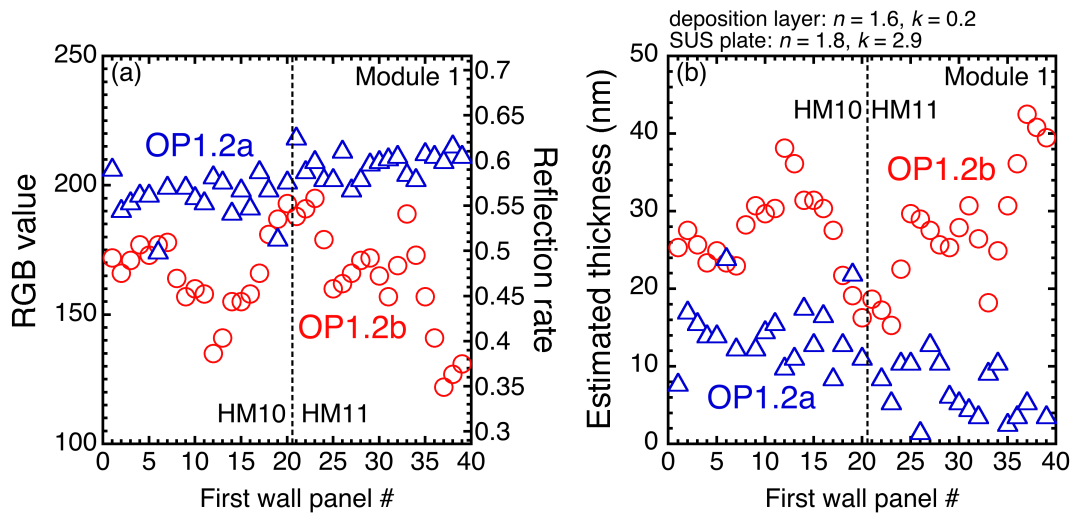 deposition layer: n = 1.6, k = 0.2
SUS plate: n = 1.8, k = 2.9
(a)
Module 1
OP1.2a
OP1.2b
HM10 HM11
RGB value
250
200
150
100
Reflection rate
0.7
0.65
0.6
0.55
0.5
0.45
0.4
0.35
0.3
0 5 10 15 20 25 30 35 40
First wall panel #
(b)
Module 1
HM10 HM11
OP1.2b
OP1.2a
Estimated thickness (nm)
50
40
30
20
10
0
0 5 10 15 20 25 30 35 40
First wall panel #